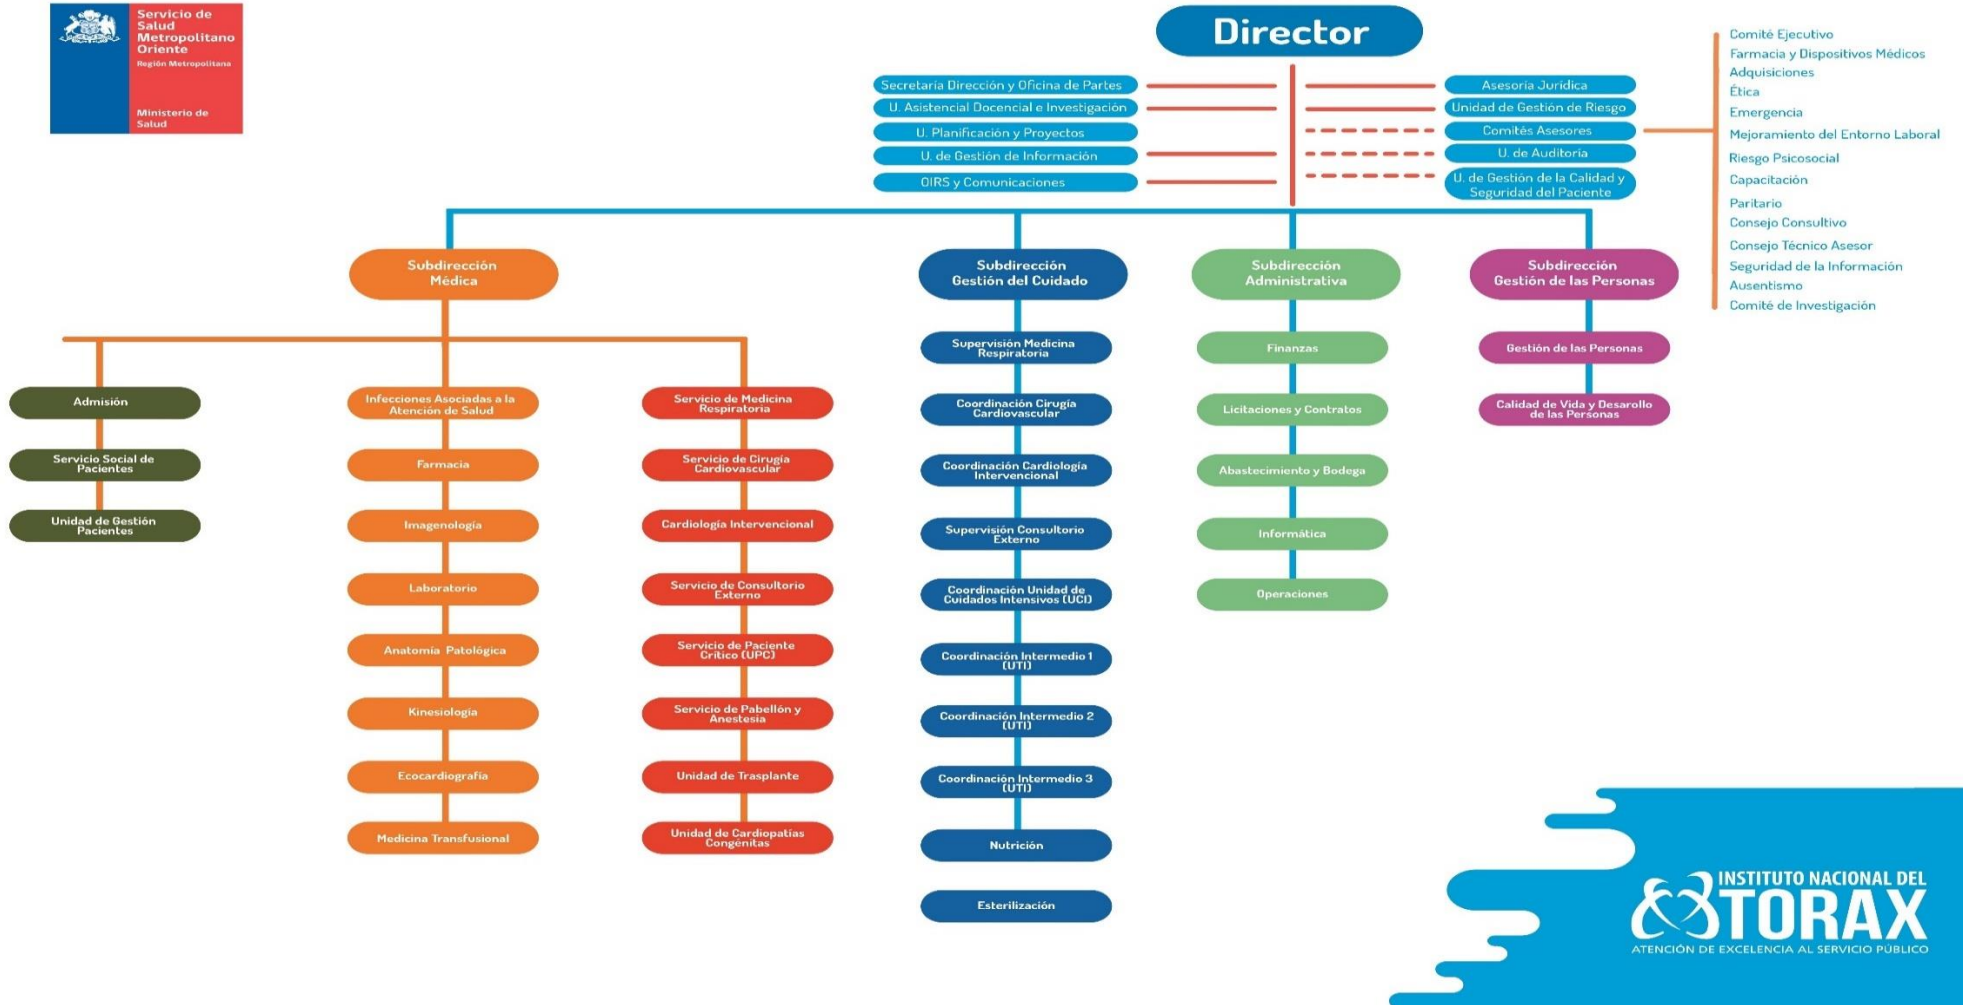 Servicio de
Salud
Metropolitano
Oriente
Región Metropolitana
Ministerio de
Salud
Director
Secretaría Dirección y Oficina de Partes
U. Asistencial Docencial e Investigación
U. Planificación y Proyectos
U. de Gestión de Información
OIRS y Comunicaciones
Asesoría Jurídica
Unidad de Gestión de Riesgo
Comités Asesores
U. de Auditoría
U. de Gestión de la Calidad y
Seguridad del Paciente
Comité Ejecutivo
Farmacia y Dispositivos Médicos
Adquisiciones
Ética
Emergencia
Mejoramiento del Entorno Laboral
Riesgo Psicosocial
Capacitación
Paritario
Consejo Consultivo
Consejo Técnico Asesor
Seguridad de la Información
Ausentismo
Comité de Investigación
Subdirección
Médica
Admisión
Servicio Social de
Pacientes
Unidad de Gestión
Pacientes
Infecciones Asociadas a la
Atención de Salud
Farmacia
Imagenología
Laboratorio
Anatomía Patológica
Kinesiología
Ecocardiografía
Medicina Transfusional
Servicio de Medicina
Respiratoria
Servicio de Cirugía
Cardiovascular
Cardiología Intervencional
Servicio de Consultorio
Externo
Servicio de Paciente
Crítico (UPC)
Servicio de Pabellón y
Anestesia
Unidad de Trasplante
Unidad de Cardiopatías
Congénitas
Subdirección
Gestión del Cuidado
Supervisión Medicina
Respiratoria
Coordinación Cirugía
Cardiovascular
Coordinación Cardiología
Intervencional
Supervisión Consultorio
Externo
Coordinación Unidad de
Cuidados Intensivos (UCI)
Coordinación Intermedio 1
(UTI)
Coordinación Intermedio 2
(UTI)
Coordinación Intermedio 3
(UTI)
Nutrición
Esterilización
Subdirección
Administrativa
Finanzas
Licitaciones y Contratos
Abastecimiento y Bodega
Informática
Operaciones
Subdirección
Gestión de las Personas
Gestión de las Personas
Calidad de Vida y Desarollo
de las Personas
INSTITUTO NACIONAL DEL
TORAX
ATENCIÓN DE EXCELENCIA AL SERVICIO PÚBLICO